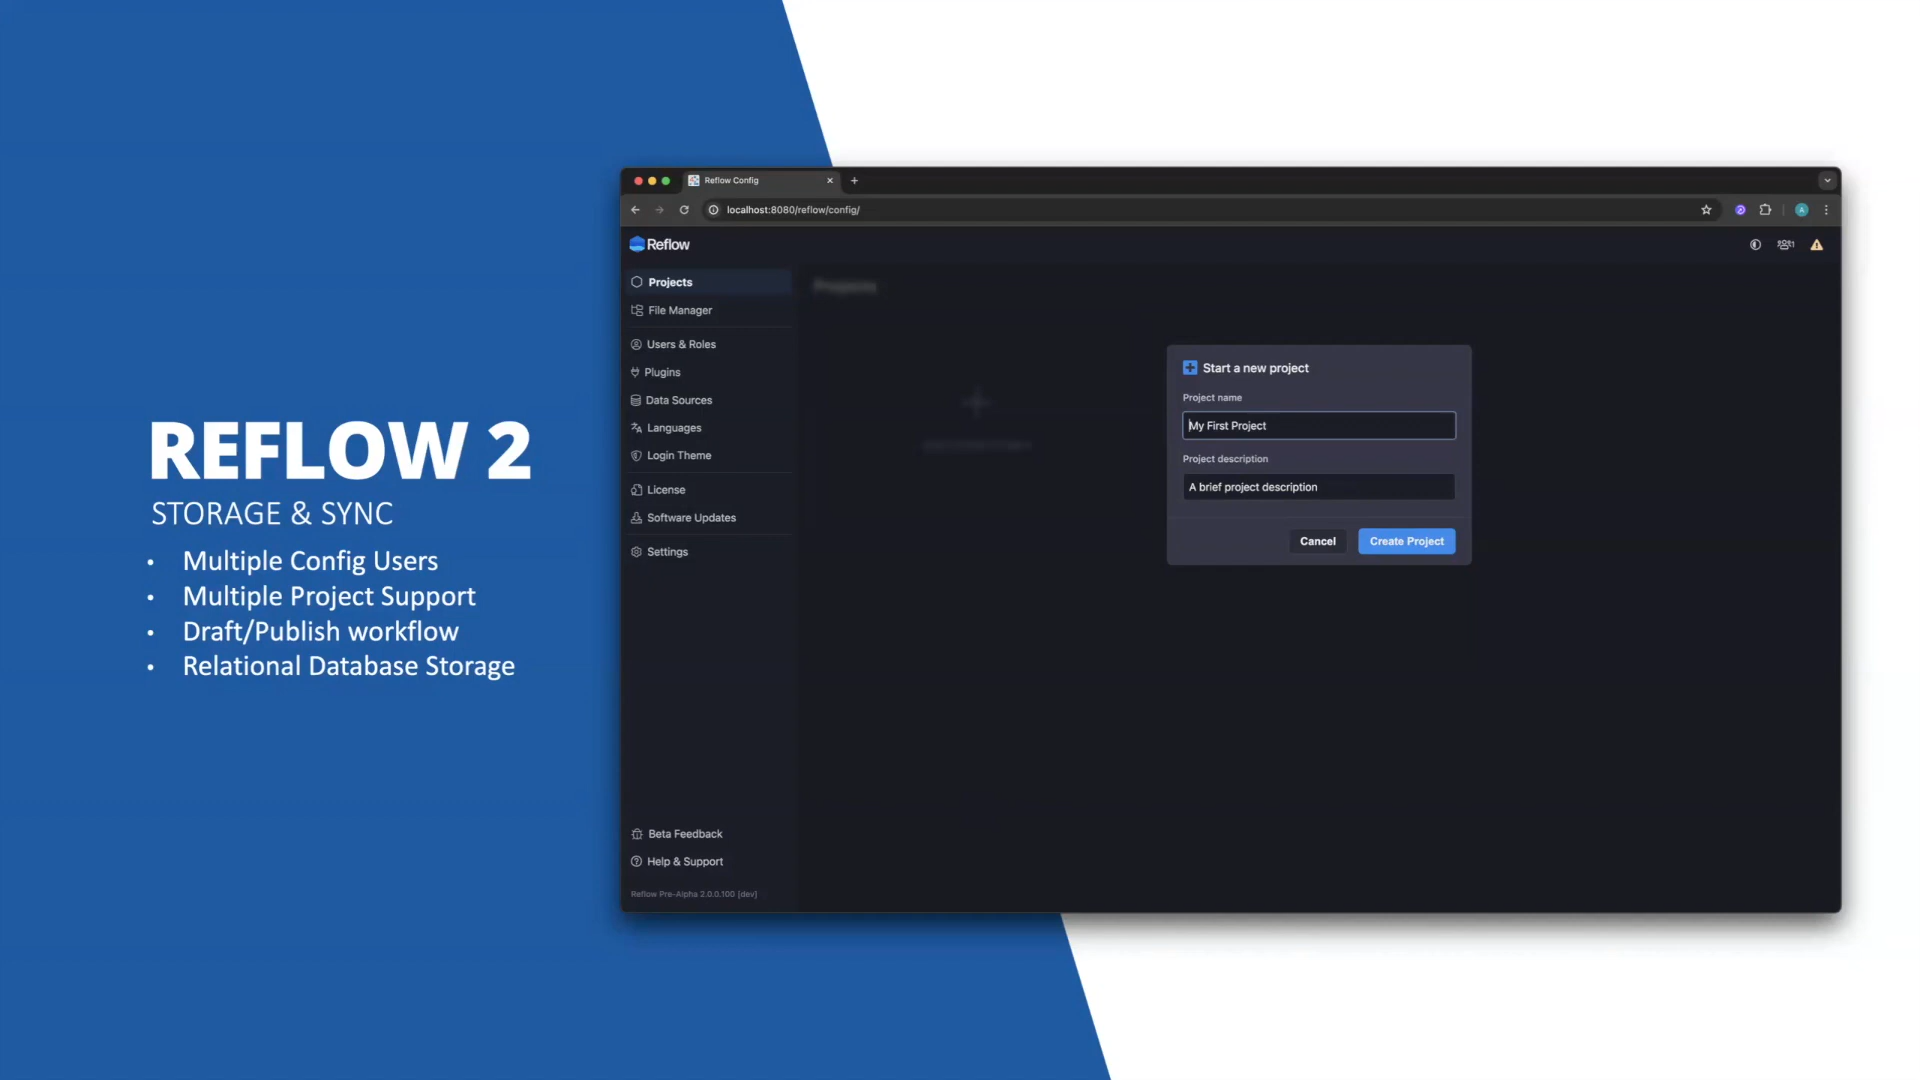 REFLOW 2
STORAGE & SYNC
• Multiple Config Users
• Multiple Project Support
• Draft/Publish workflow
• Relational Database Storage
Reflow Config
localhost:8080/reflow/config/
A
Reflow
Projects
File Manager
Users & Roles
Plugins
Data Sources
Languages
Login Theme
License
Software Updates
Settings
Beta Feedback
Help & Support
Reflow Pre-Alpha 2.0.0.100 [dev]
Projects
Start a new project
Project name
My First Project
Project description
A brief project description
Cancel
Create Project